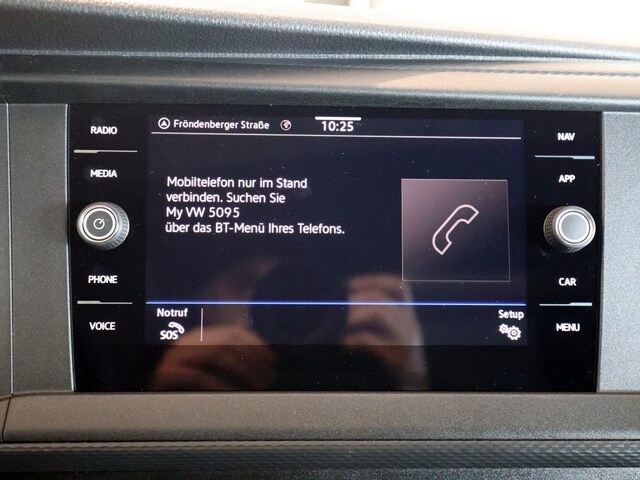 RADIO
MEDIA
PHONE
VOICE
Fröndenberger Straße
10:25
Mobiltelefon nur im Stand
verbinden. Suchen Sie
My VW 5095
über das BT-Menü Ihres Telefons.
Notruf
SOS
Setup
NAV
APP
CAR
MENU